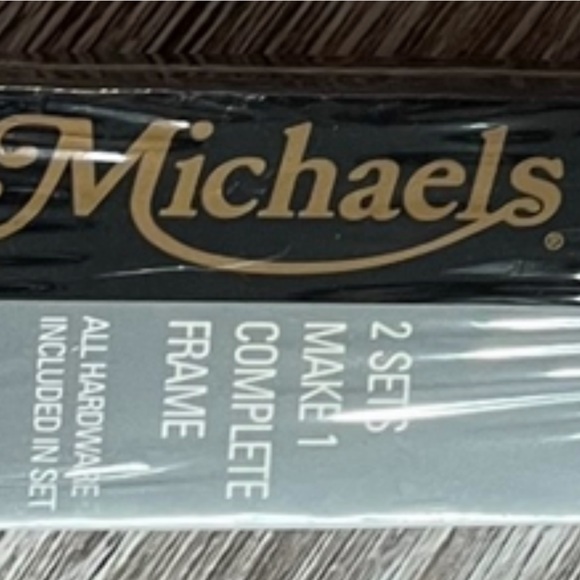 Michaels®
2 SETS
MAKE 1
COMPLETE
FRAME
ALL HARDWARE
INCLUDED IN SET